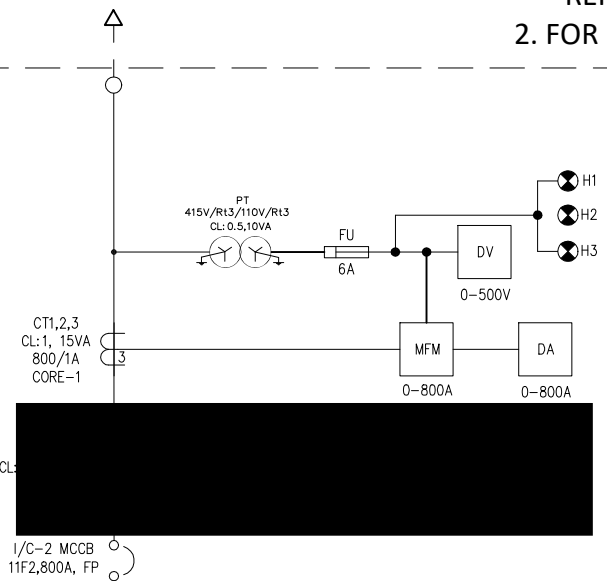 2. FOR
PT
415V/Rt3/110V/Rt3
CL: 0.5,10VA
FU
6A
H1
H2
H3
DV
0-500V
CT1,2,3
CL:1, 15VA
800/1A
CORE-1
3
MFM
0-800A
DA
0-800A
CL:
I/C-2 MCCB
11F2,800A, FP